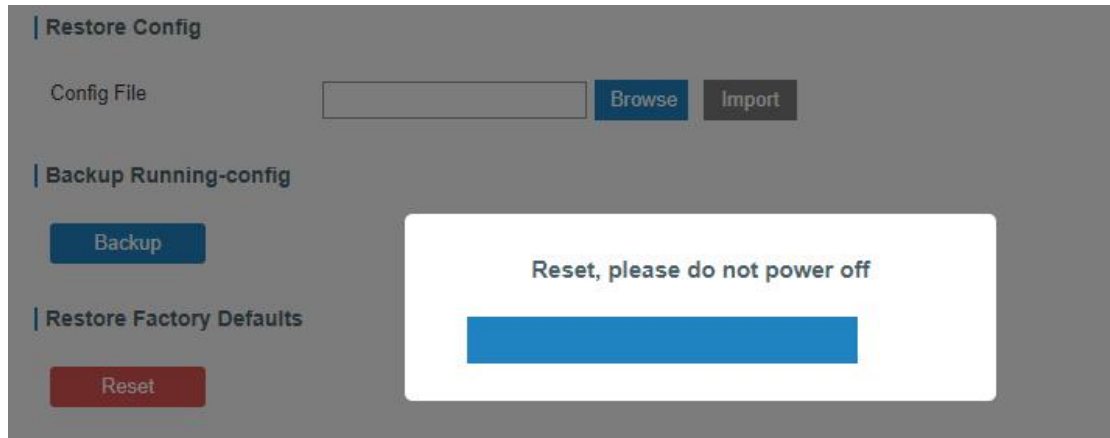 Restore Config
Config File
Browse
Import
Backup Running-config
Backup
Reset, please do not power off
Restore Factory Defaults
Reset